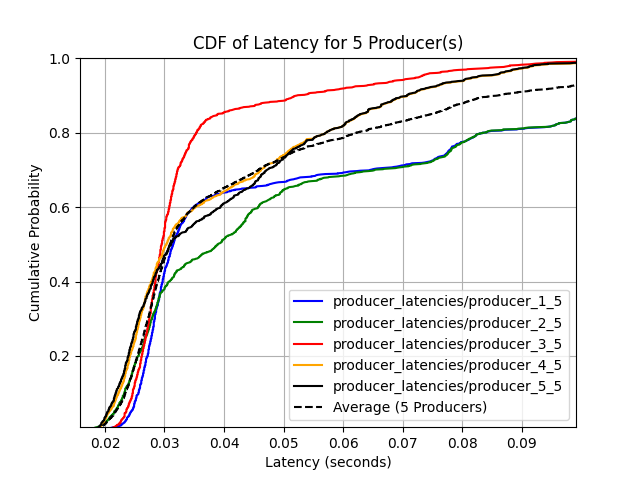 CDF of Latency for 5 Producer(s)
Cumulative Probability
1.0
0.8
0.6
0.4
0.2
producer_latencies/producer_1_5
producer_latencies/producer_2_5
producer_latencies/producer_3_5
producer_latencies/producer_4_5
producer_latencies/producer_5_5
Average (5 Producers)
0.02 0.03 0.04 0.05 0.06 0.07 0.08 0.09
Latency (seconds)